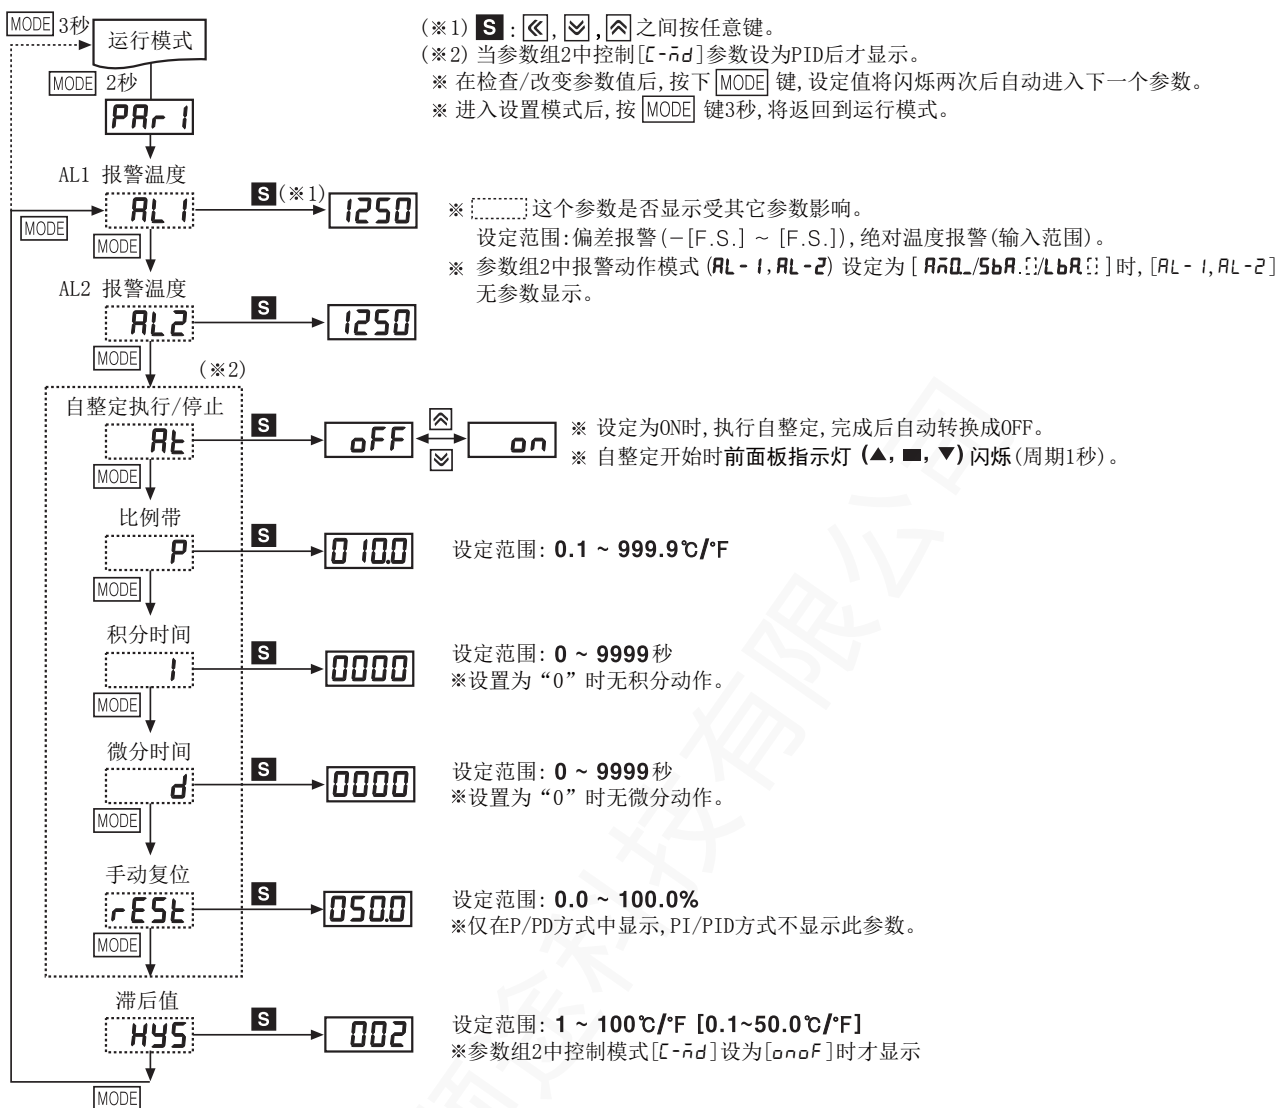 MODE 3秒
运行模式
MODE 2秒
PAr1
(※1) S : «, ︾, ︽ 之间按任意键。
(※2) 当参数组2中控制[C-ñd]参数设为PID后才显示。
※ 在检查/改变参数值后,按下 MODE 键,设定值将闪烁两次后自动进入下一个参数。
※ 进入设置模式后,按 MODE 键3秒,将返回到运行模式。
AL1 报警温度
MODE
AL1 S (※1) 1250
MODE
※ 这个参数是否显示受其它参数影响。
设定范围:偏差报警(-[F.S.] ~ [F.S.]),绝对温度报警(输入范围)。
※ 参数组2中报警动作模式 (AL-1,AL-2) 设定为 [ Añ0_/SbA./LbA ] 时, [AL-1,AL-2]
无参数显示。
AL2 报警温度
AL2 S 1250
MODE
(※2)
自整定执行/停止
At S oFF ︽ ︾ on
MODE
※ 设定为ON时,执行自整定,完成后自动转换成OFF。
※ 自整定开始时前面板指示灯 (▲, ■, ▼) 闪烁(周期1秒)。
比例带
P S 010.0 设定范围: 0.1 ~ 999.9℃/℉
MODE
积分时间
I S 0000 设定范围: 0 ~ 9999秒
※设置为“0”时无积分动作。
MODE
微分时间
d S 0000 设定范围: 0 ~ 9999秒
※设置为“0”时无微分动作。
MODE
手动复位
rESt S 050.0 设定范围: 0.0 ~ 100.0%
※仅在P/PD方式中显示,PI/PID方式不显示此参数。
MODE
滞后值
HYS S 002 设定范围: 1 ~ 100℃/℉ [0.1~50.0℃/℉]
※参数组2中控制模式[C-ñd]设为[onoF]时才显示
MODE